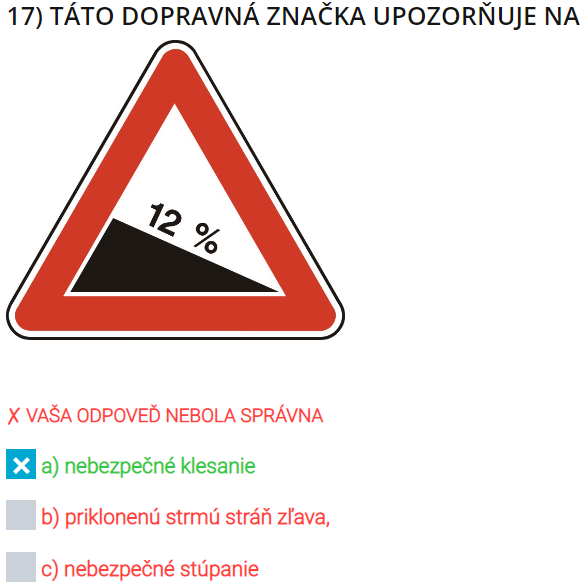 17) TÁTO DOPRAVNÁ ZNAČKA UPOZORŇUJE NA
12 %
✗ VAŠA ODPOVEĎ NEBOLA SPRÁVNA
a) nebezpečné klesanie
b) priklonenú strmú stráň zľava,
c) nebezpečné stúpanie